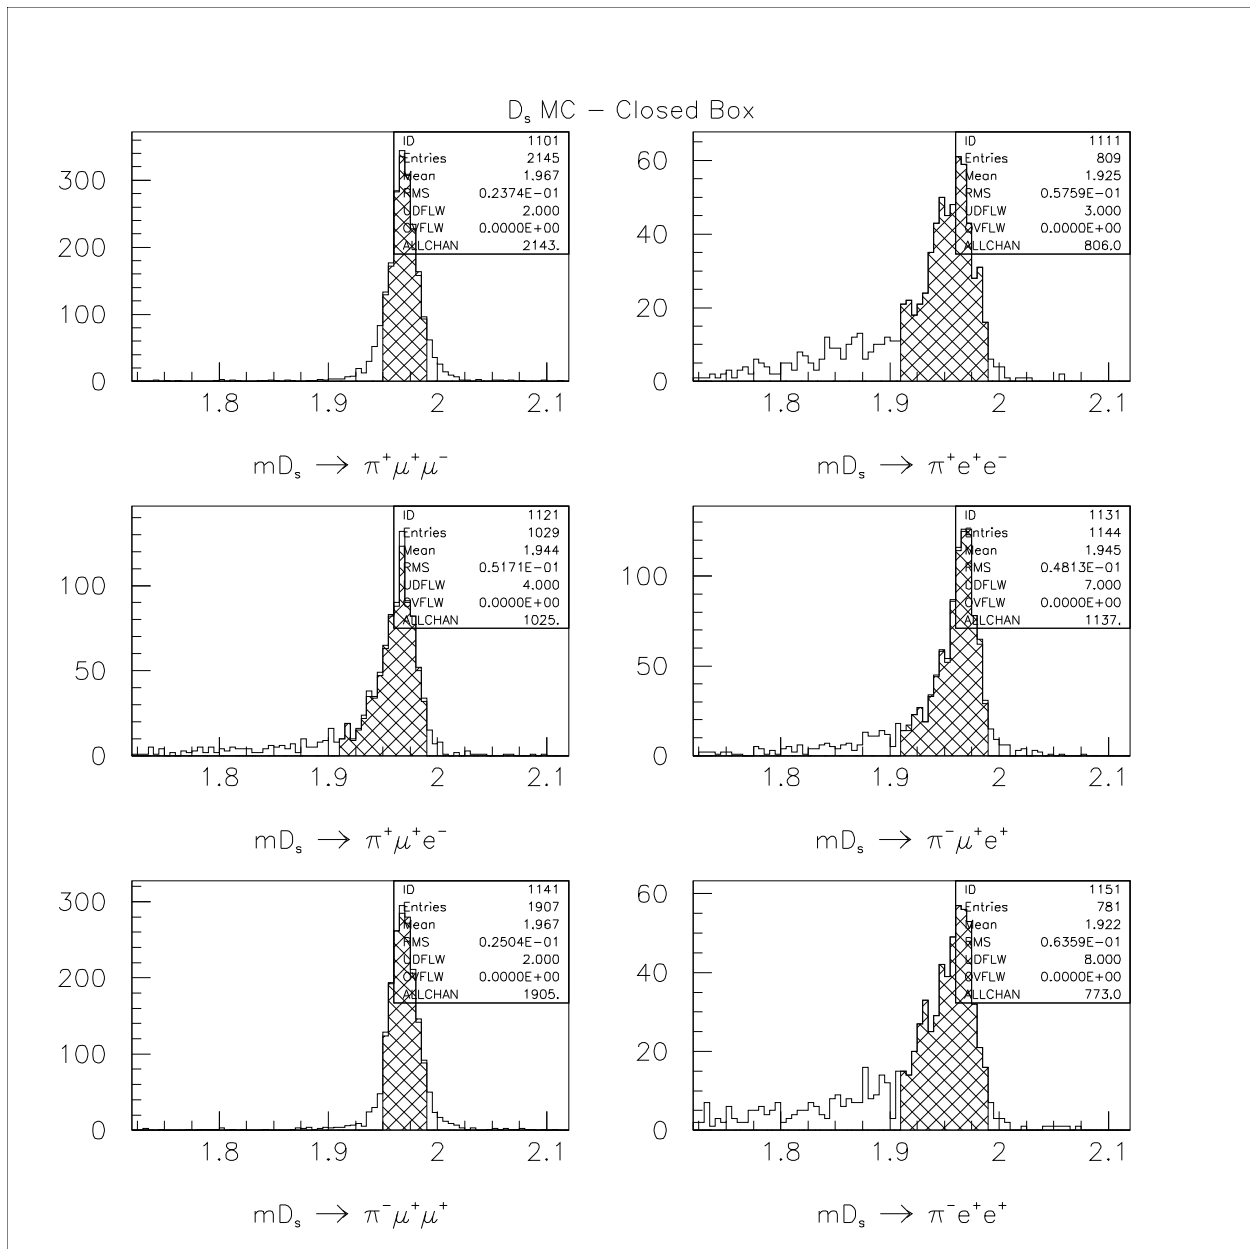 Dₛ MC – Closed Box
ID 1101
Entries 2145
Mean 1.967
RMS 0.2374E-01
UDFLW 2.000
OVFLW 0.0000E+00
ALLCHAN 2143.
300
200
100
0
1.8 1.9 2 2.1
mDₛ → π⁺μ⁺μ⁻
ID 1111
Entries 809
Mean 1.925
RMS 0.5759E-01
UDFLW 3.000
OVFLW 0.0000E+00
ALLCHAN 806.0
60
40
20
0
1.8 1.9 2 2.1
mDₛ → π⁺e⁺e⁻
ID 1121
Entries 1029
Mean 1.944
RMS 0.5171E-01
UDFLW 4.000
OVFLW 0.0000E+00
ALLCHAN 1025.
100
50
0
1.8 1.9 2 2.1
mDₛ → π⁺μ⁺e⁻
ID 1131
Entries 1144
Mean 1.945
RMS 0.4813E-01
UDFLW 7.000
OVFLW 0.0000E+00
ALLCHAN 1137.
100
50
0
1.8 1.9 2 2.1
mDₛ → π⁻μ⁺e⁺
ID 1141
Entries 1907
Mean 1.967
RMS 0.2504E-01
UDFLW 2.000
OVFLW 0.0000E+00
ALLCHAN 1905.
300
200
100
0
1.8 1.9 2 2.1
mDₛ → π⁻μ⁺μ⁺
ID 1151
Entries 781
Mean 1.922
RMS 0.6359E-01
UDFLW 8.000
OVFLW 0.0000E+00
ALLCHAN 773.0
60
40
20
0
1.8 1.9 2 2.1
mDₛ → π⁻e⁺e⁺